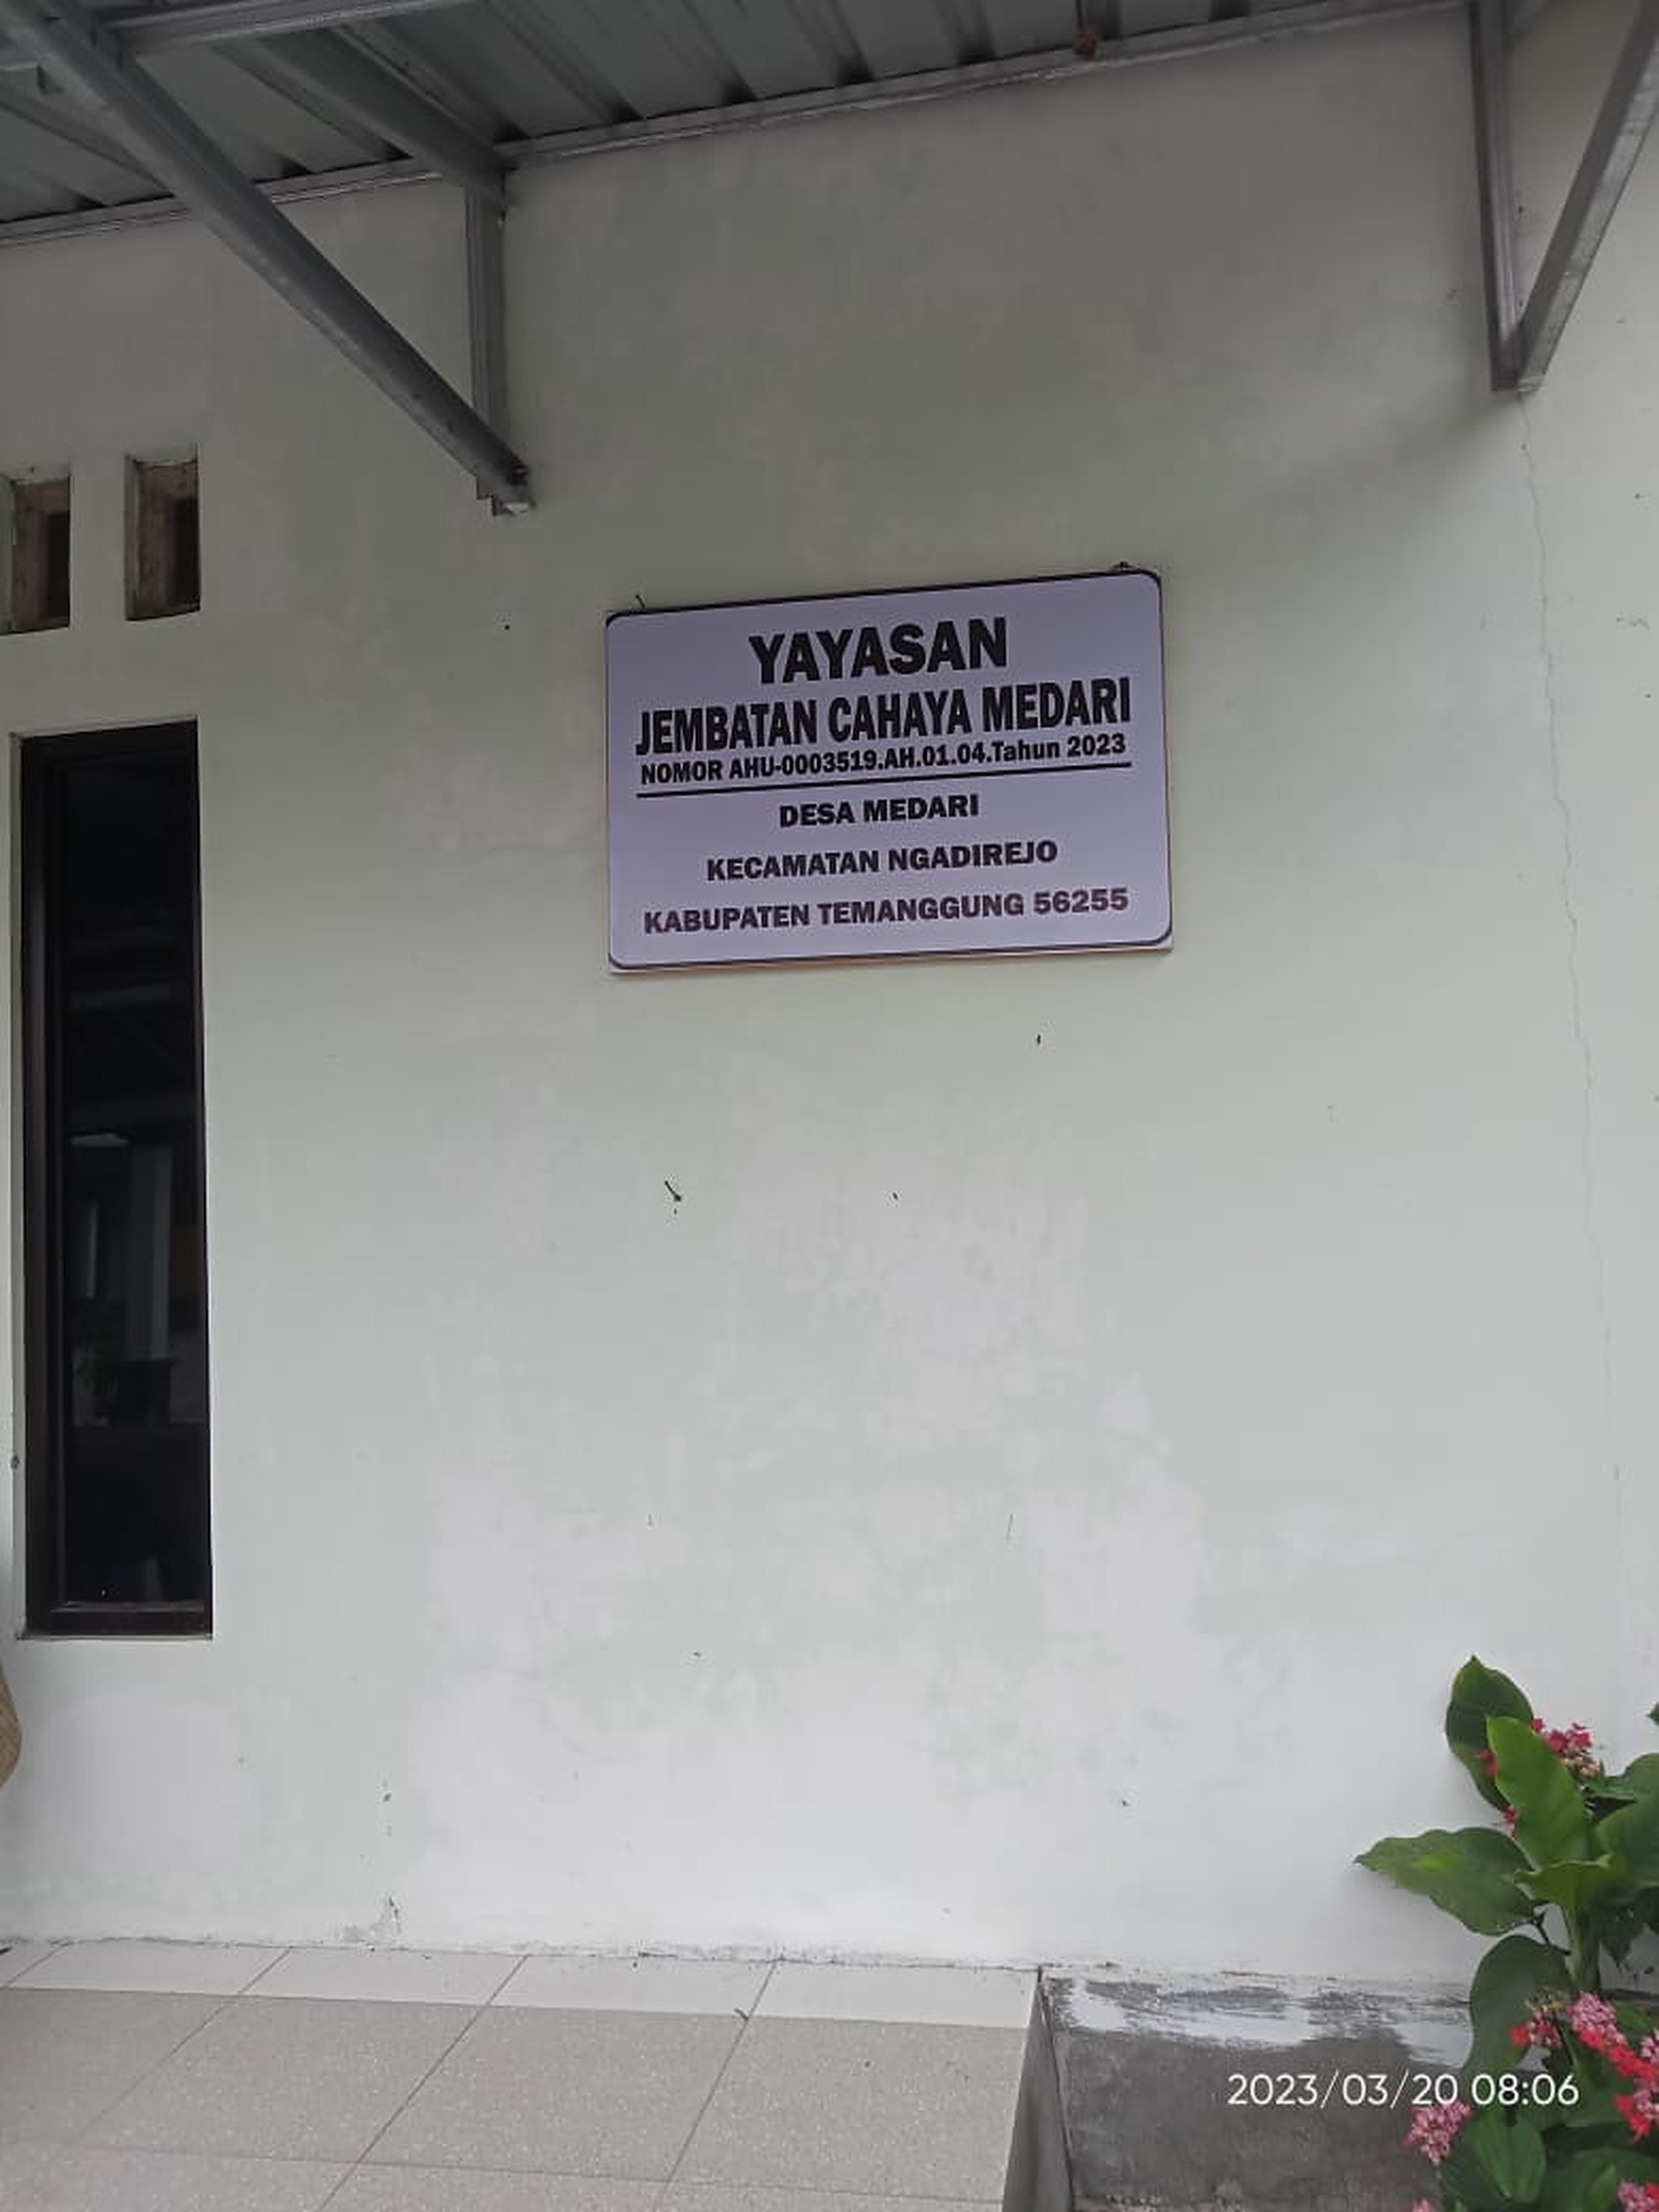 YAYASAN
JEMBATAN CAHAYA MEDARI
NOMOR AHU-0003519.AH.01.04.Tahun 2023
DESA MEDARI
KECAMATAN NGADIREJO
KABUPATEN TEMANGGUNG 56255
2023/03/20 08:06